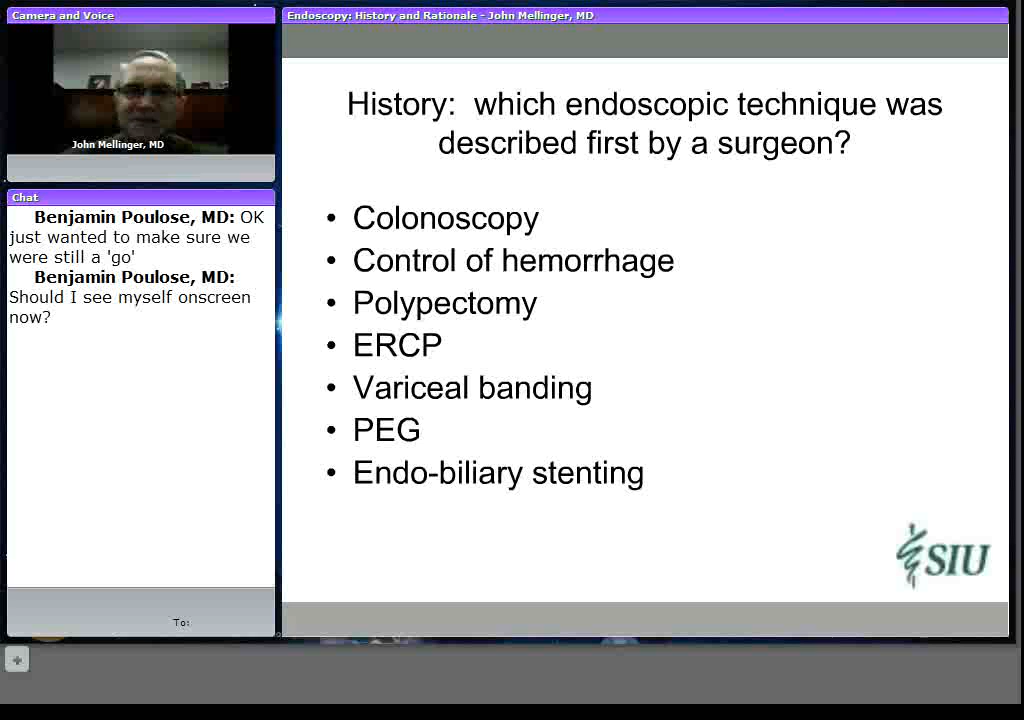 Camera and Voice
John Mellinger, MD
Chat
Benjamin Poulose, MD: OK
just wanted to make sure we
were still a 'go'
Benjamin Poulose, MD:
Should I see myself onscreen
now?
To:
Endoscopy: History and Rationale - John Mellinger, MD
History: which endoscopic technique was
described first by a surgeon?
• Colonoscopy
• Control of hemorrhage
• Polypectomy
• ERCP
• Variceal banding
• PEG
• Endo-biliary stenting
SIU